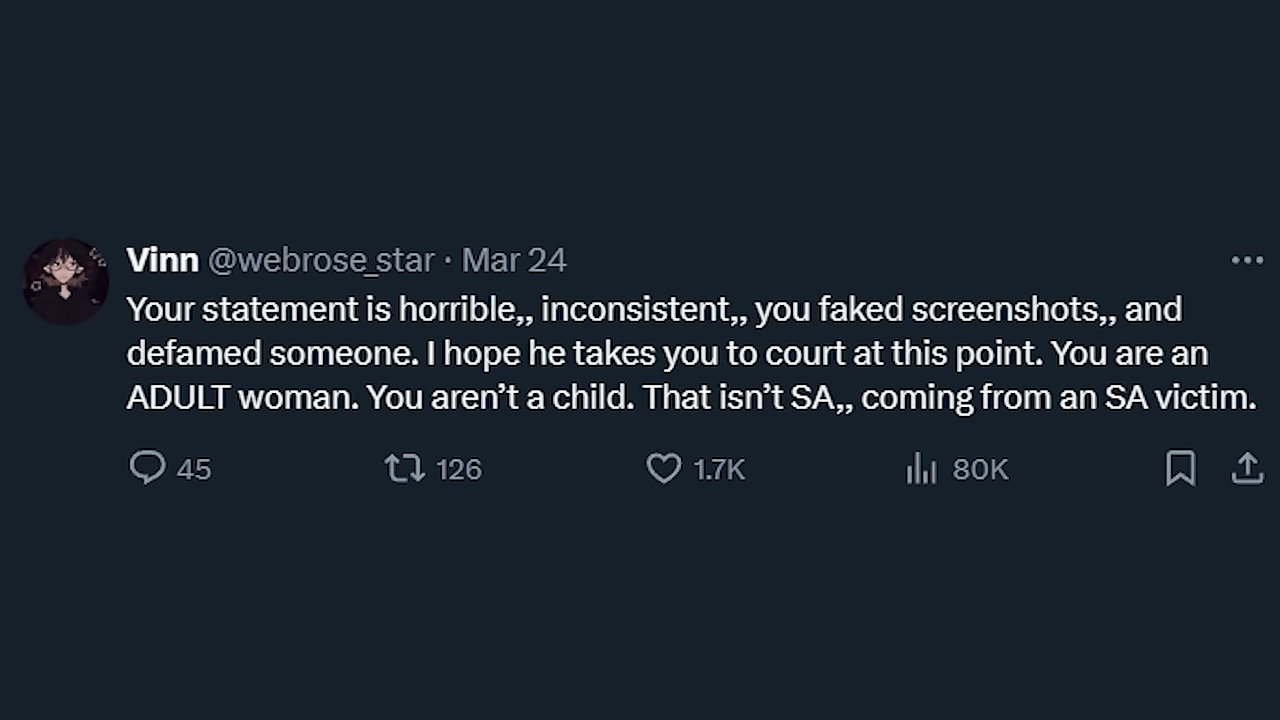 Vinn @webrose_star · Mar 24
Your statement is horrible,, inconsistent,, you faked screenshots,, and
defamed someone. I hope he takes you to court at this point. You are an
ADULT woman. You aren’t a child. That isn’t SA,, coming from an SA victim.
45 126 1.7K 80K